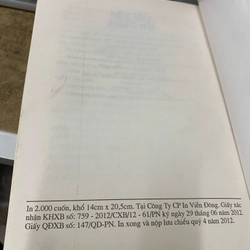 In 2.000 cuốn, khổ 14cm x 20,5cm. Tại Công Ty CP In Viễn Đông. Giấy xác
nhận KHXB số: 759 - 2012/CXB/12 - 61/PN ký ngày 29 tháng 06 năm 2012.
Giấy QĐXB số: 147/QD-PN. In xong và nộp lưu chiểu quý 4 năm 2012.